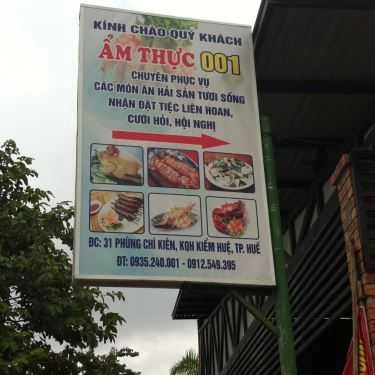 KÍNH CHÀO QUÝ KHÁCH
ẨM THỰC 001
CHUYÊN PHỤC VỤ
CÁC MÓN ĂN HẢI SẢN TƯƠI SỐNG
NHẬN ĐẶT TIỆC LIÊN HOAN,
CƯỚI HỎI, HỘI NGHỊ
ĐC: 31 PHÙNG CHÍ KIÊN, KQH KIỂM HUỆ, TP. HUẾ
ĐT: 0935.240.001 - 0912.549.395